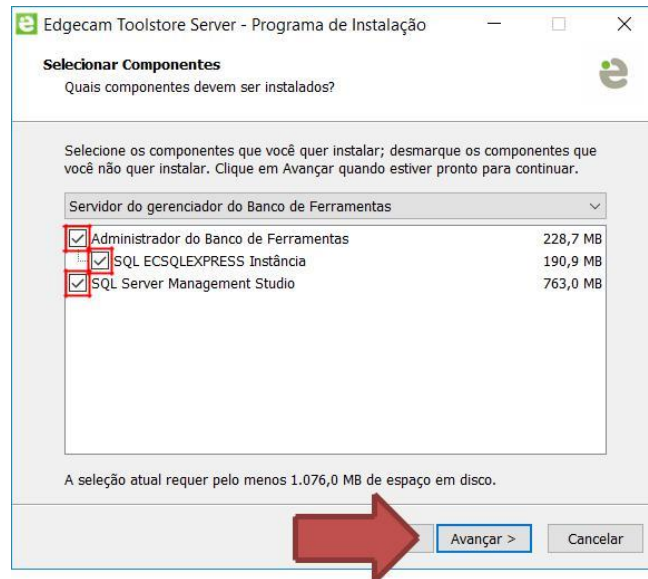 Edgecam Toolstore Server - Programa de Instalação
Selecionar Componentes
Quais componentes devem ser instalados?
Selecione os componentes que você quer instalar; desmarque os componentes que
você não quer instalar. Clique em Avançar quando estiver pronto para continuar.
Servidor do gerenciador do Banco de Ferramentas
Administrador do Banco de Ferramentas 228,7 MB
SQL ECSQLEXPRESS Instância 190,9 MB
SQL Server Management Studio 763,0 MB
A seleção atual requer pelo menos 1.076,0 MB de espaço em disco.
Avançar > Cancelar